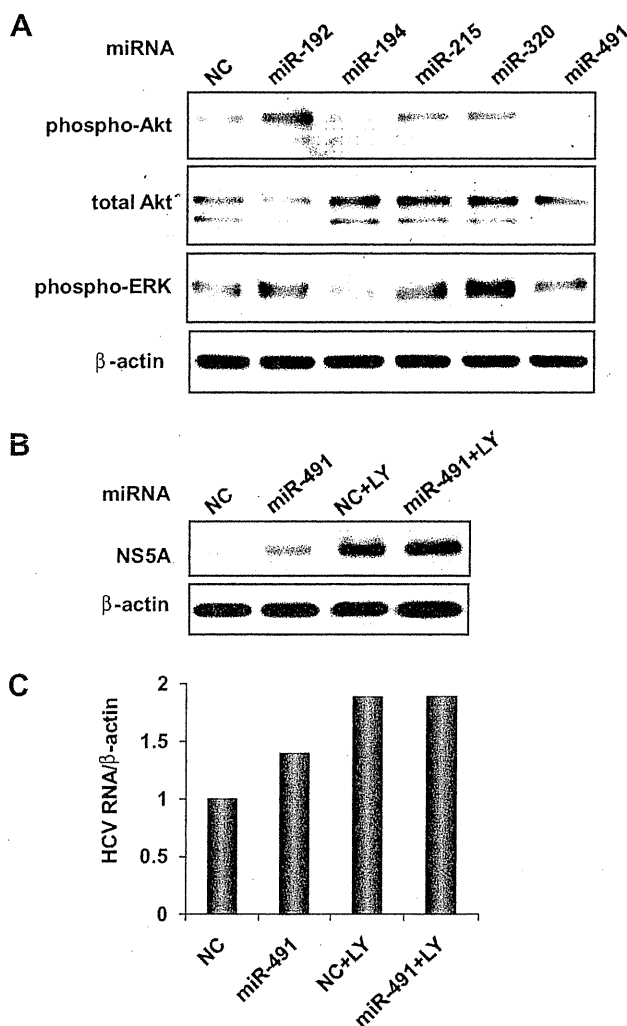 A
miRNA
NC miR-192 miR-194 miR-215 miR-320 miR-491
phospho-Akt
total Akt
phospho-ERK
β-actin
B
miRNA
NC miR-491 NC+LY miR-491+LY
NS5A
β-actin
C
HCV RNA/β-actin
2
1.5
1
0.5
0
NC miR-491 NC+LY miR-491+LY